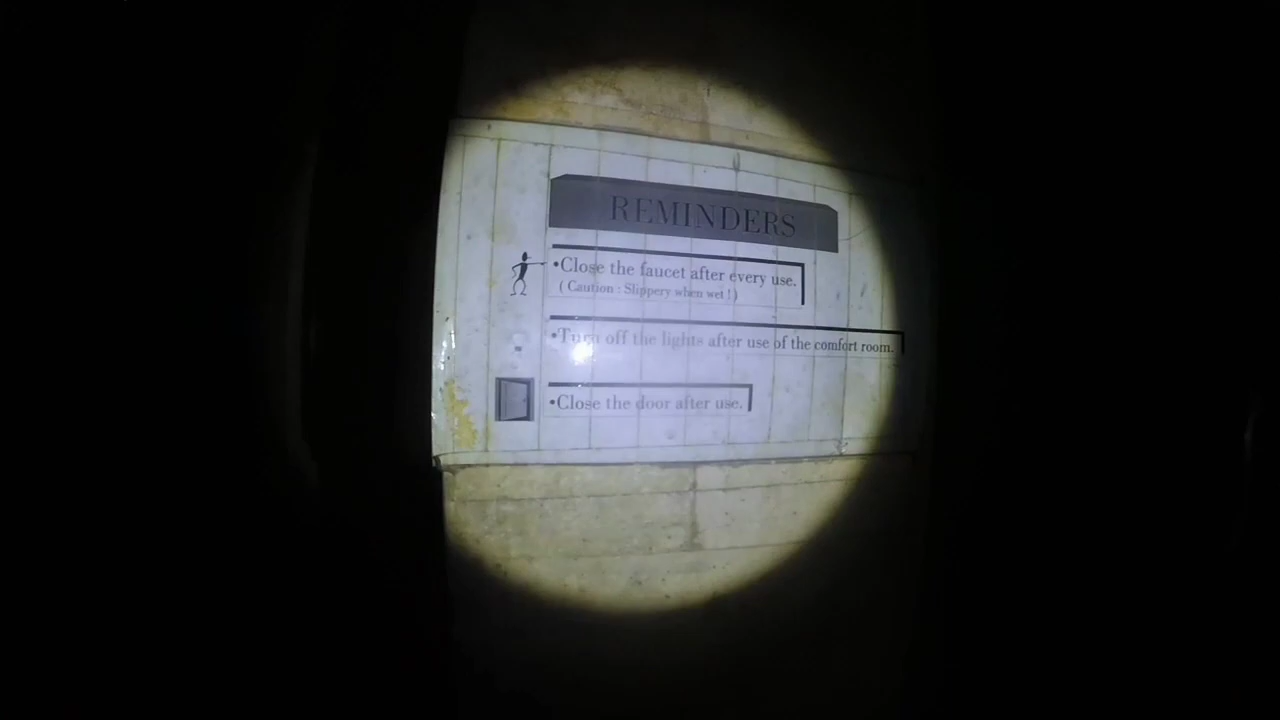 REMINDERS
•Close the faucet after every use.
( Caution : Slippery when wet ! )
•Turn off the lights after use of the comfort room.
•Close the door after use.